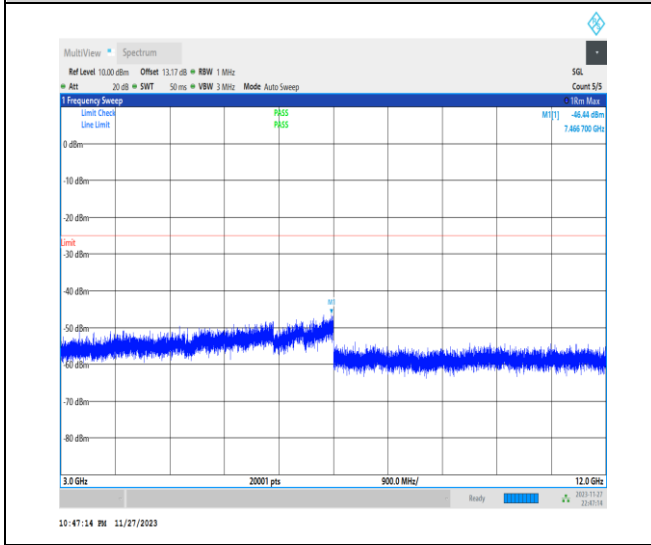 MultiView Spectrum
Ref Level 10.00 dBm Offset 13.17 dB RBW 1 MHz SGL
Att 20 dB SWT 50 ms VBW 3 MHz Mode Auto Sweep Count 5/5
1 Frequency Sweep 1Rm Max
Limit Check PASS M1[1] -46.44 dBm
Line Limit PASS 7.466 700 GHz
0 dBm
-10 dBm
-20 dBm
Limit
-30 dBm
-40 dBm
M1
-50 dBm
-60 dBm
-70 dBm
-80 dBm
3.0 GHz 20001 pts 900.0 MHz/ 12.0 GHz
Ready 2023-11-27
22:47:14
10:47:14 PM 11/27/2023